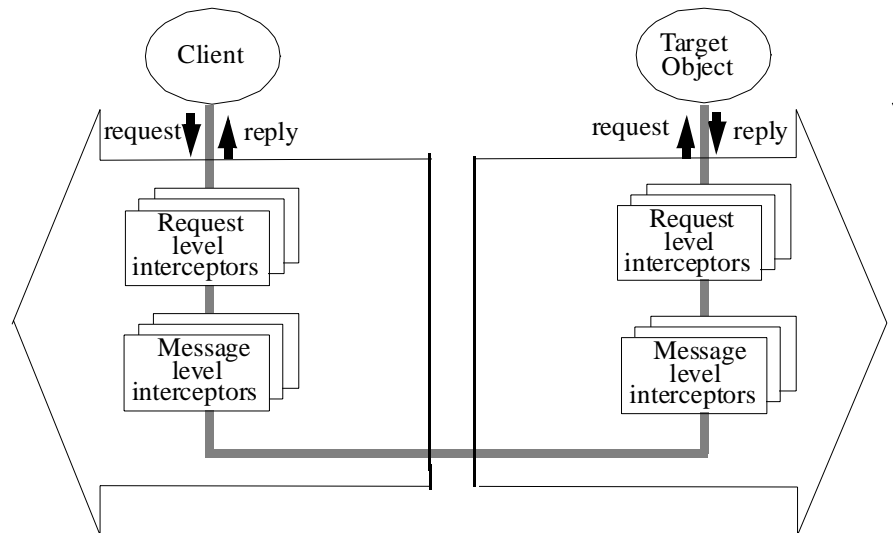 Client
Target
Object
request
reply
request
reply
Request
level
interceptors
Request
level
interceptors
Message
level
interceptors
Message
level
interceptors